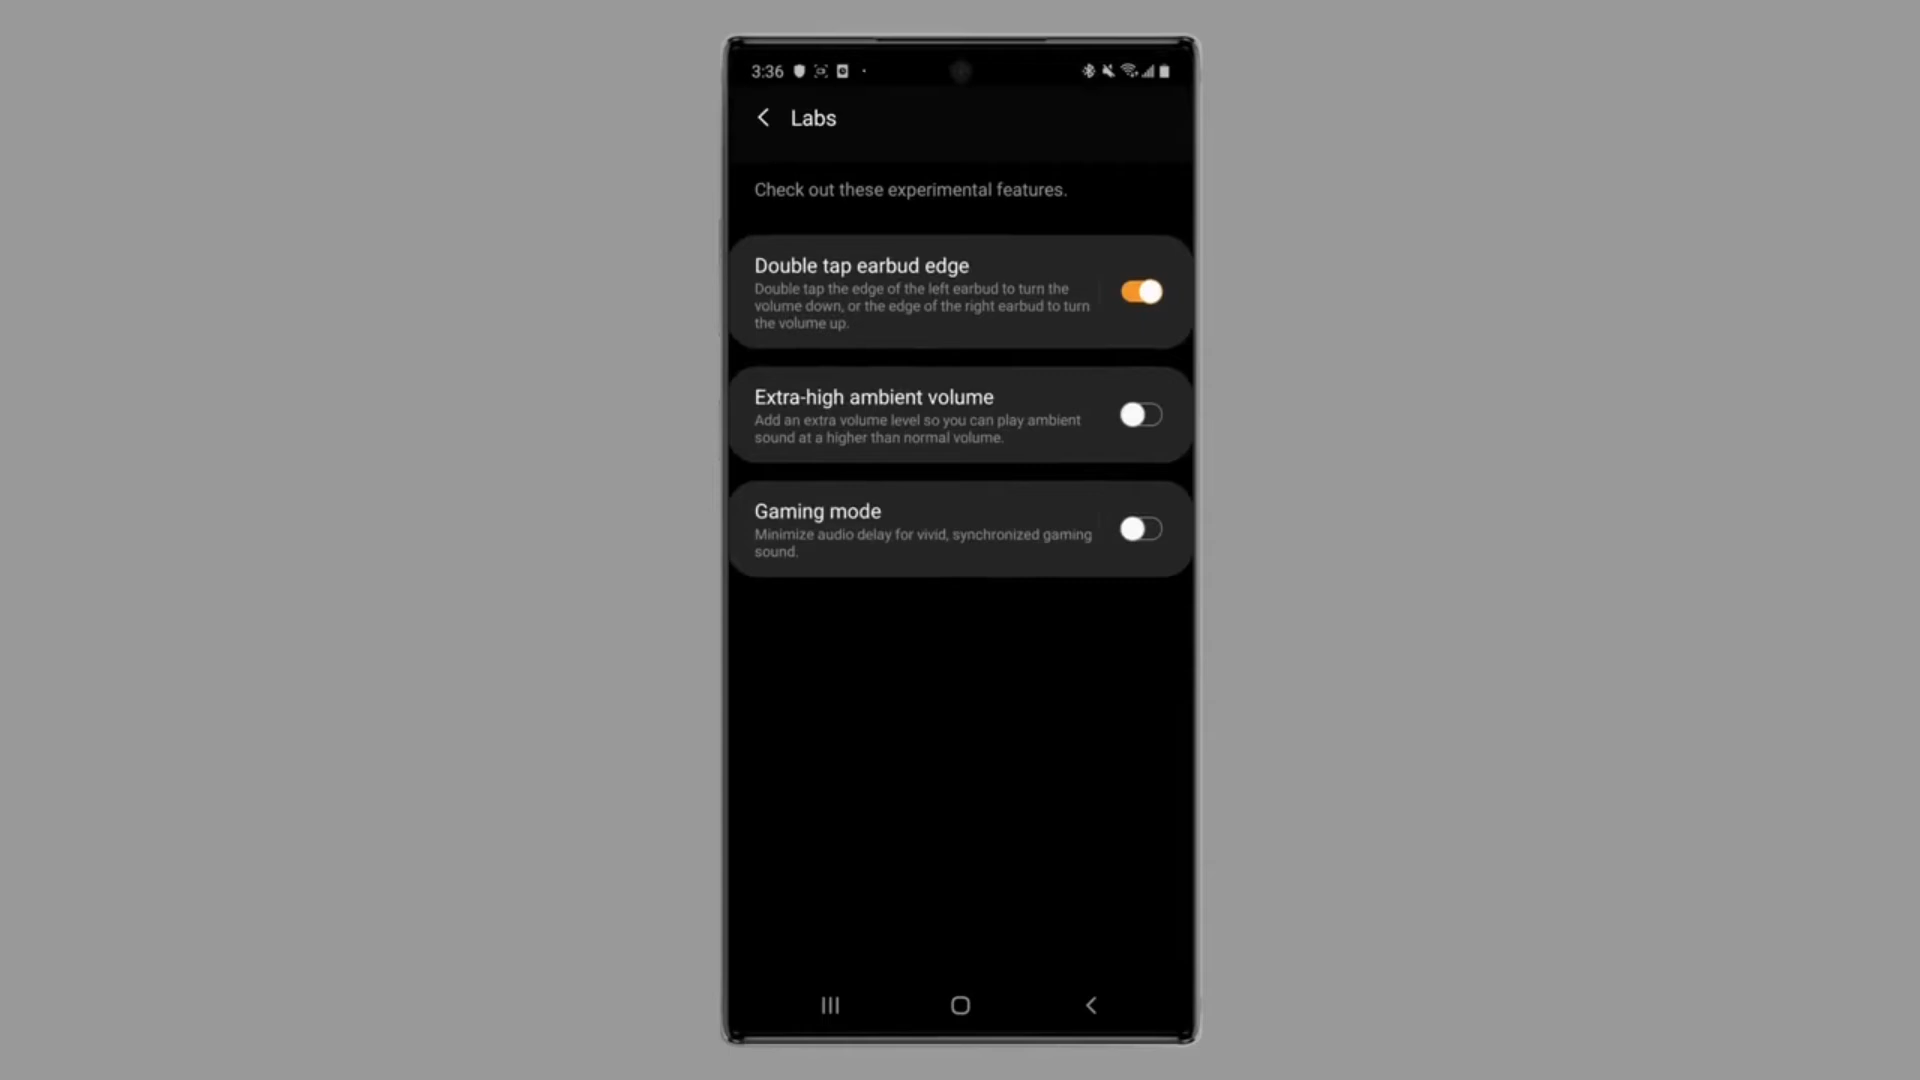 3:36
Labs
Check out these experimental features.
Double tap earbud edge
Double tap the edge of the left earbud to turn the
volume down, or the edge of the right earbud to turn
the volume up.
Extra-high ambient volume
Add an extra volume level so you can play ambient
sound at a higher than normal volume.
Gaming mode
Minimize audio delay for vivid, synchronized gaming
sound.